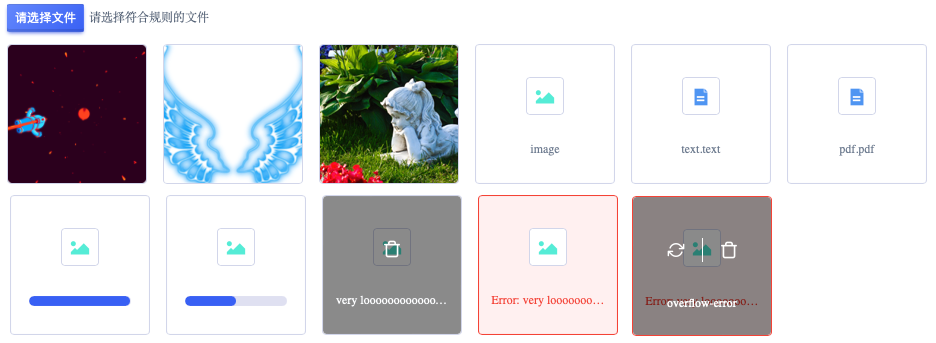 请选择文件 请选择符合规则的文件
image
text.text
pdf.pdf
very looooooooooooo...
Error: very looooooo...
overflow-error